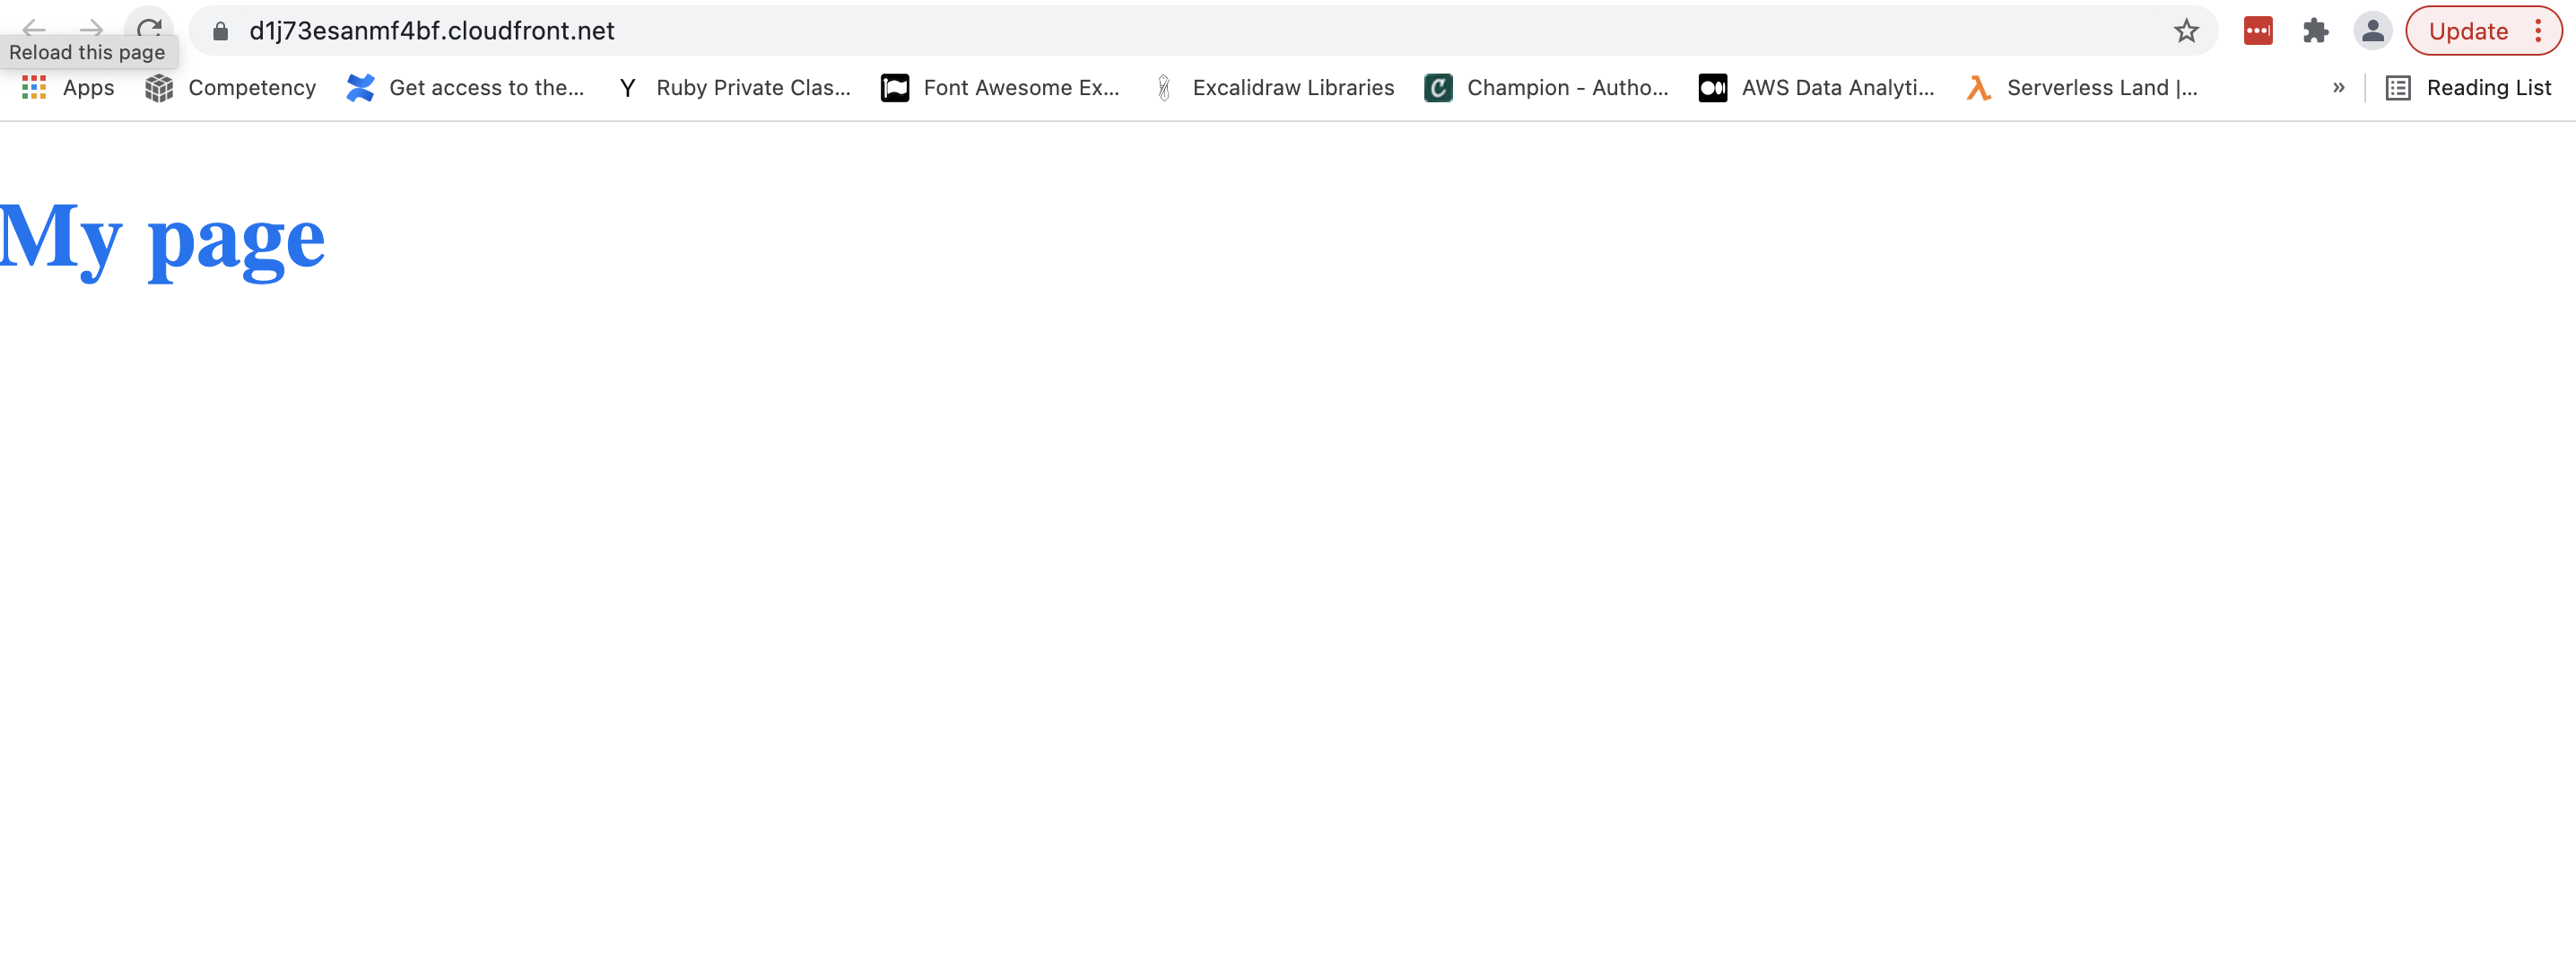 d1j73esanmf4bf.cloudfront.net
Update
Reload this page
Apps
Competency
Get access to the...
Y Ruby Private Clas...
Font Awesome Ex...
Excalidraw Libraries
C Champion - Autho...
AWS Data Analyti...
Serverless Land |...
»
Reading List
My page